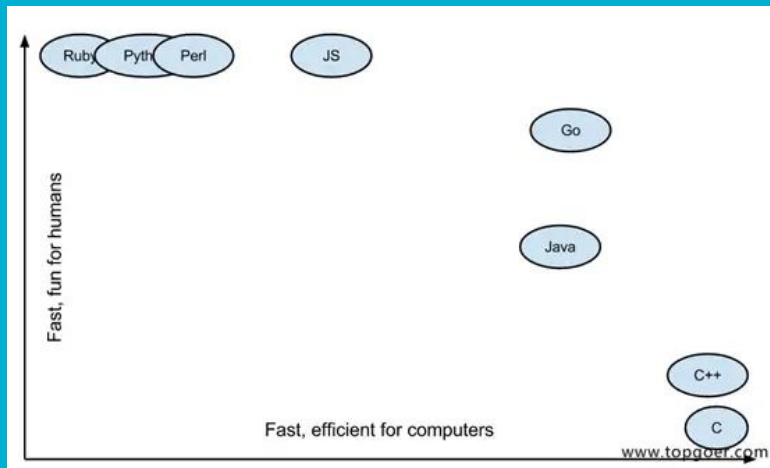 Ruby
Pyth
Perl
JS
Go
Java
C++
C
Fast, fun for humans
Fast, efficient for computers
www.topgoer.com